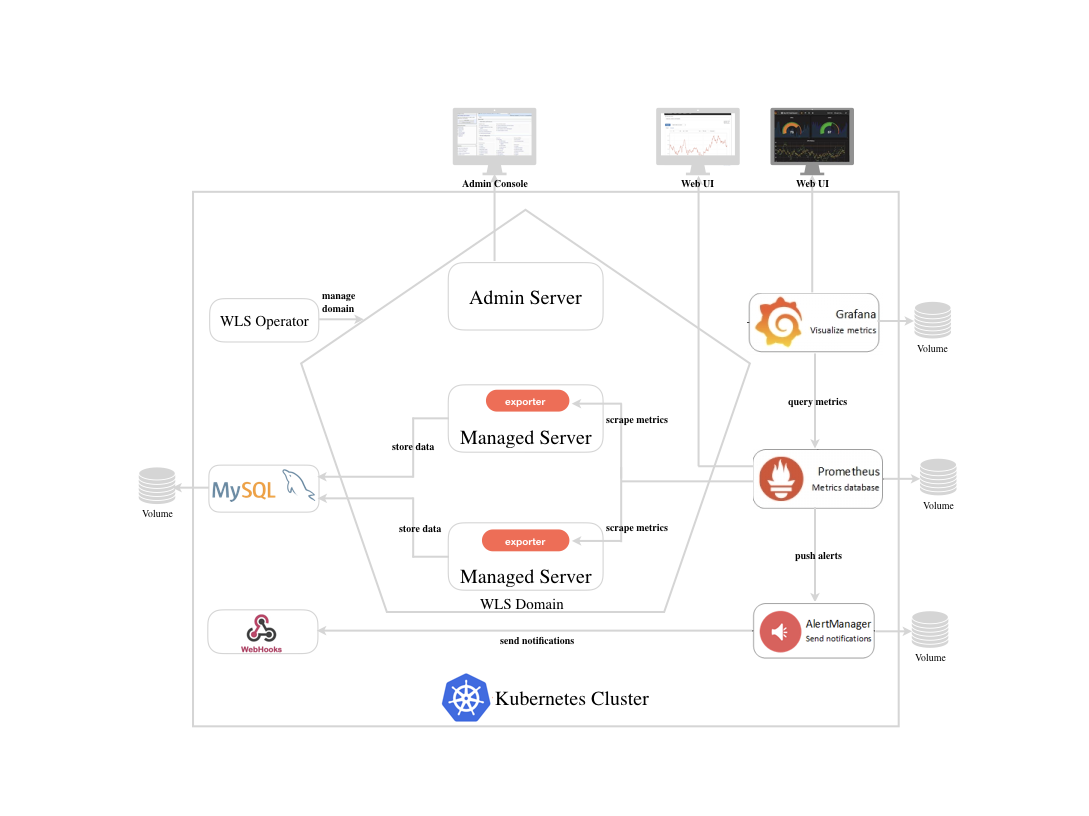 Admin Console
Web UI
Web UI
manage
domain
WLS Operator
Admin Server
Grafana
Visualize metrics
Volume
query metrics
exporter
Managed Server
scrape metrics
store data
MySQL
Volume
Prometheus
Metrics database
Volume
store data
scrape metrics
exporter
Managed Server
WLS Domain
push alerts
AlertManager
Send notifications
Volume
WebHooks
send notifications
Kubernetes Cluster